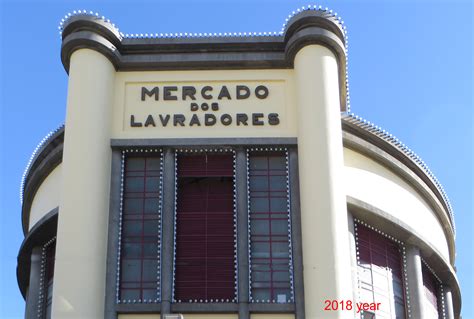 MERCADO
DOS
LAVRADORES
2018 year